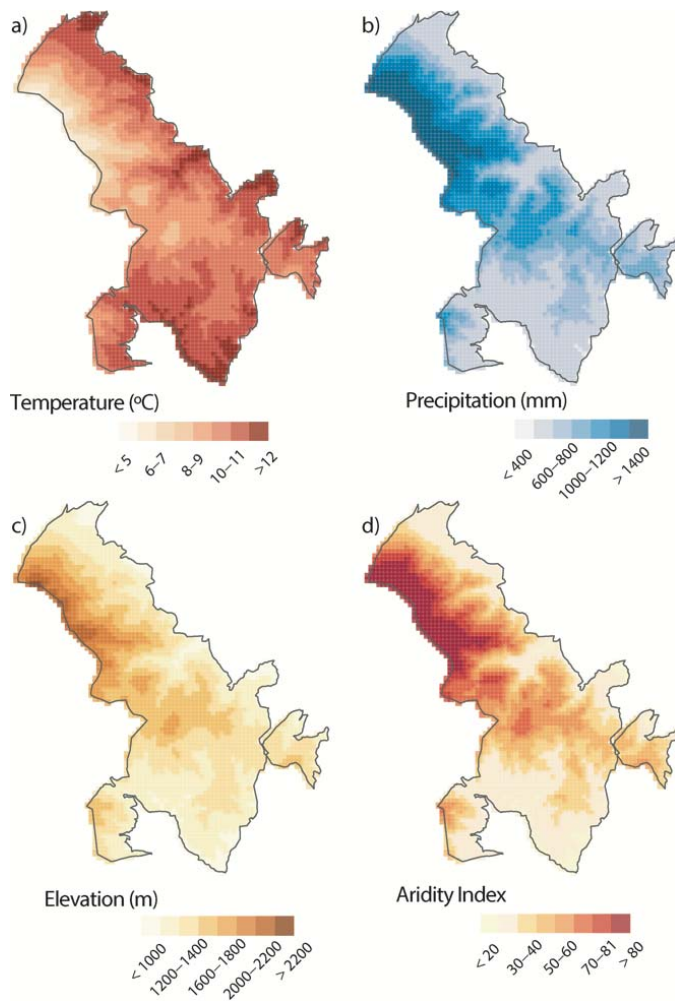 a)
b)
Temperature (ºC)
< 5
6–7
8–9
10–11
>12
Precipitation (mm)
< 400
600–800
1000–1200
> 1400
c)
d)
Elevation (m)
< 1000
1200–1400
1600–1800
2000–2200
> 2200
Aridity Index
< 20
30–40
50–60
70–81
> 80